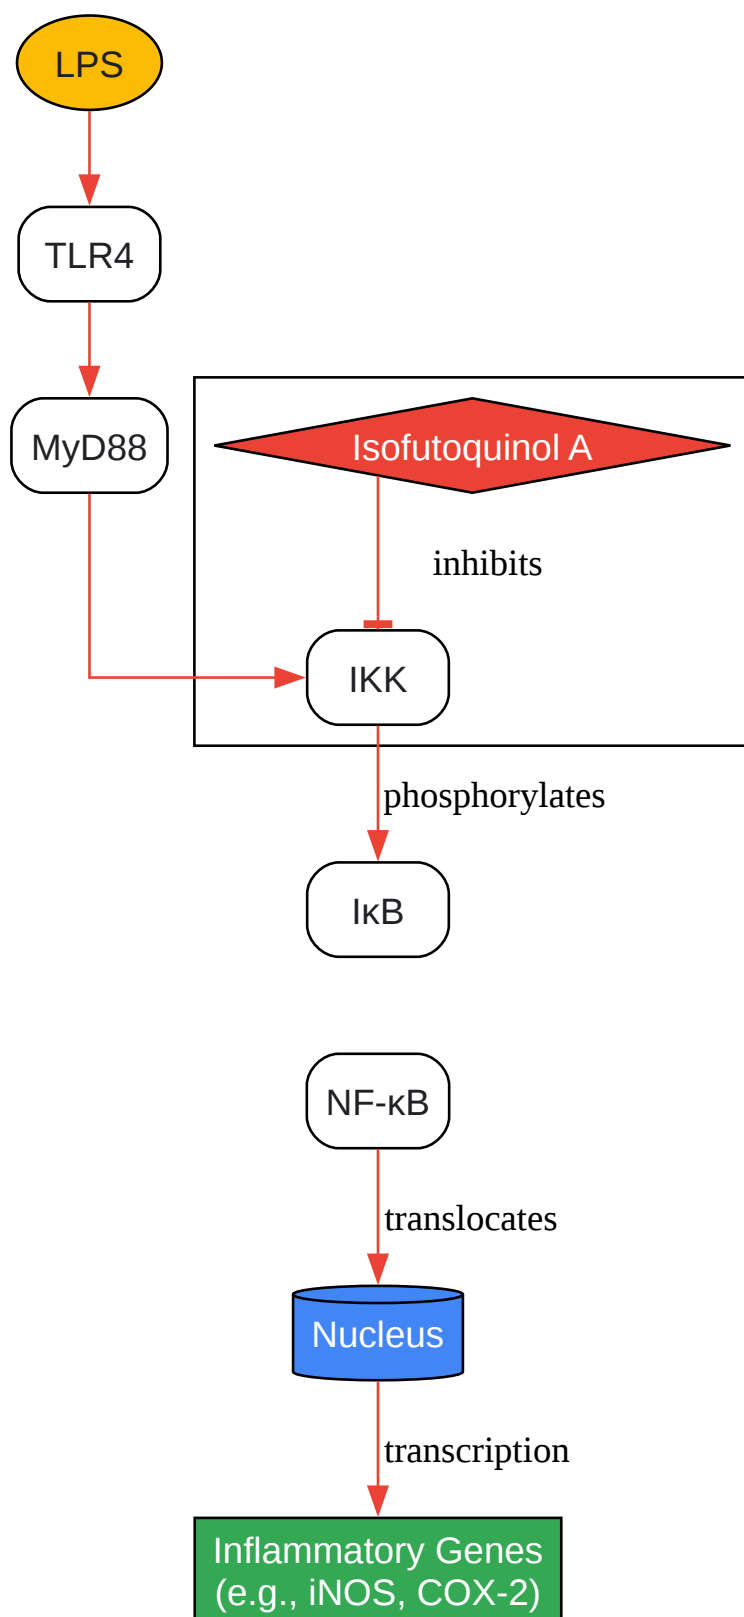 LPS
TLR4
MyD88
Isofutoquinol A
inhibits
IKK
phosphorylates
IκB
NF-κB
translocates
Nucleus
transcription
Inflammatory Genes
(e.g., iNOS, COX-2)